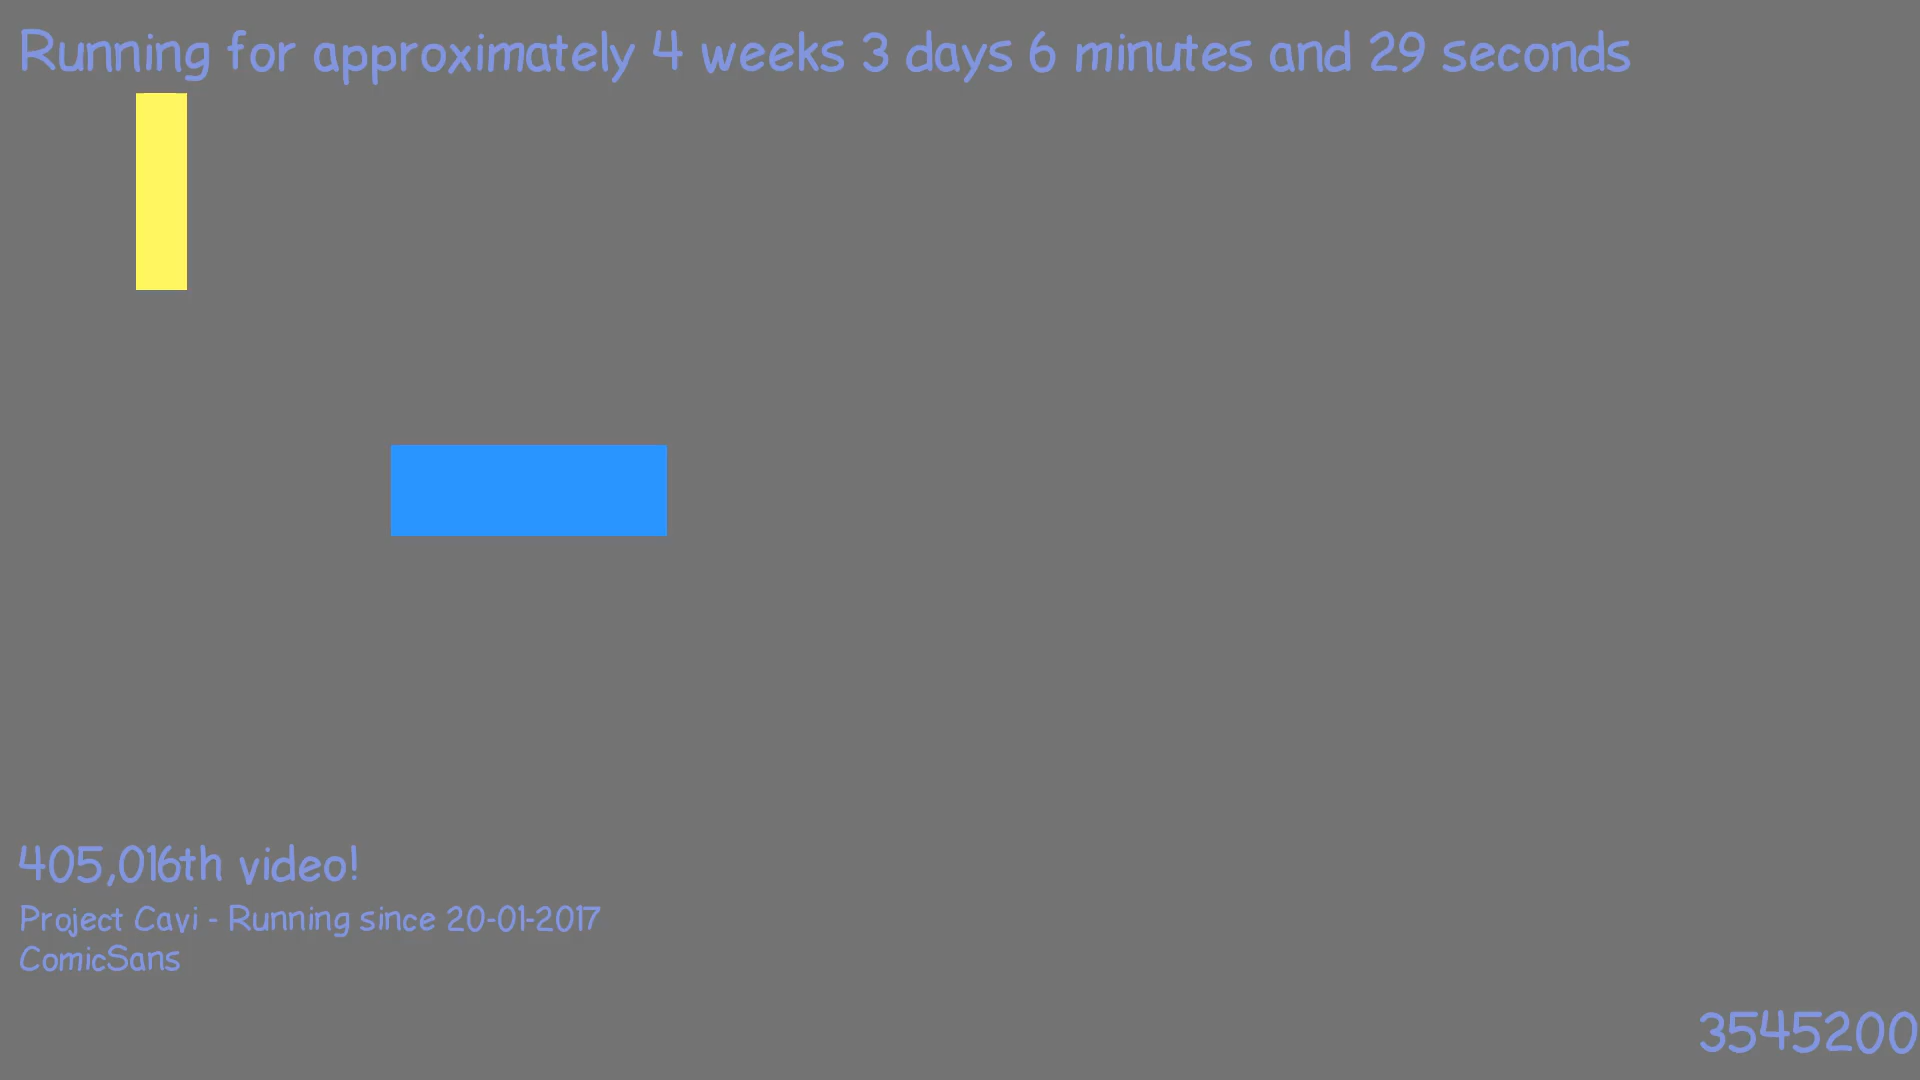 Running for approximately 4 weeks 3 days 6 minutes and 29 seconds
405,016th video!
Project Cavi - Running since 20-01-2017
ComicSans
3545200